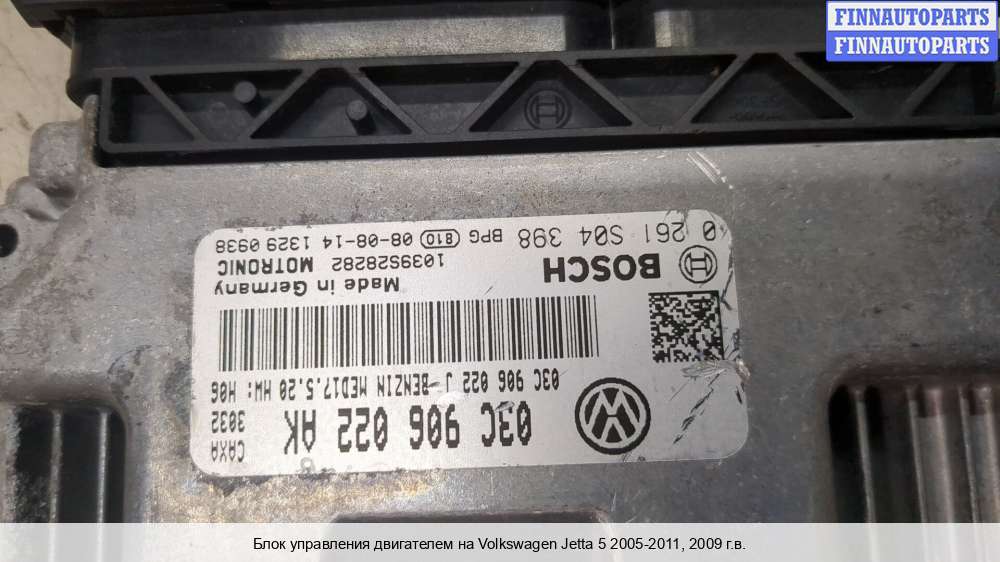 FINNAUTOPARTS
FINNAUTOPARTS
03C 906 022 AK
CAXA
3032
03C 906 022 J BENZIN MED17.5.20 HW: H06
BOSCH
Made in Germany
1039S28282 MOTRONIC
0 261 S04 398 BPG 810 08-08-14 1329 0938
Блок управления двигателем на Volkswagen Jetta 5 2005-2011, 2009 г.в.